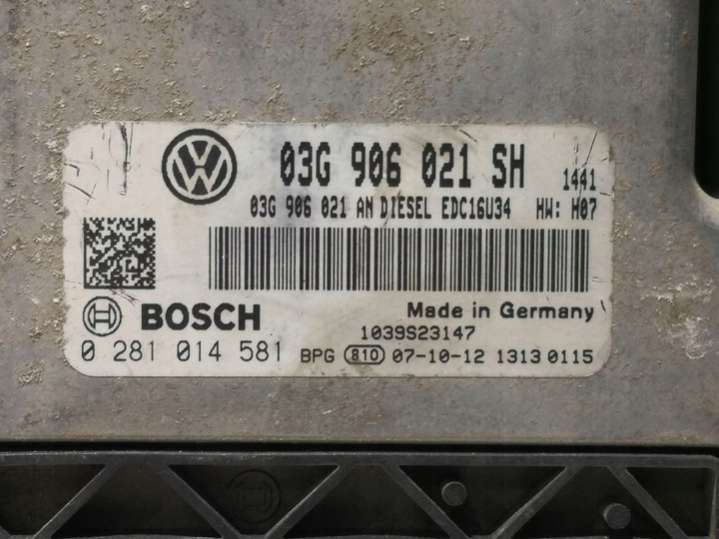 03G 906 021 SH 1441
03G 906 021 AN DIESEL EDC16U34 HW: H07
BOSCH
Made in Germany
1039S23147
0 281 014 581 BPG 810 07-10-12 1313 0115